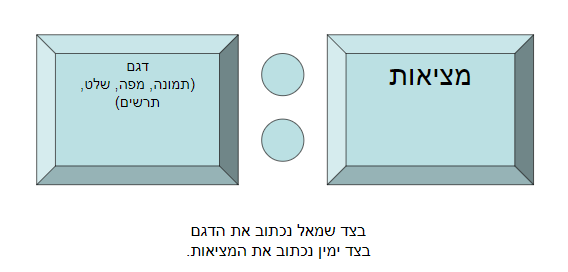 מציאות
דגם
(תמונה, מפה, שלט,
תרשים)
בצד שמאל נכתוב את הדגם
בצד ימין נכתוב את המציאות.